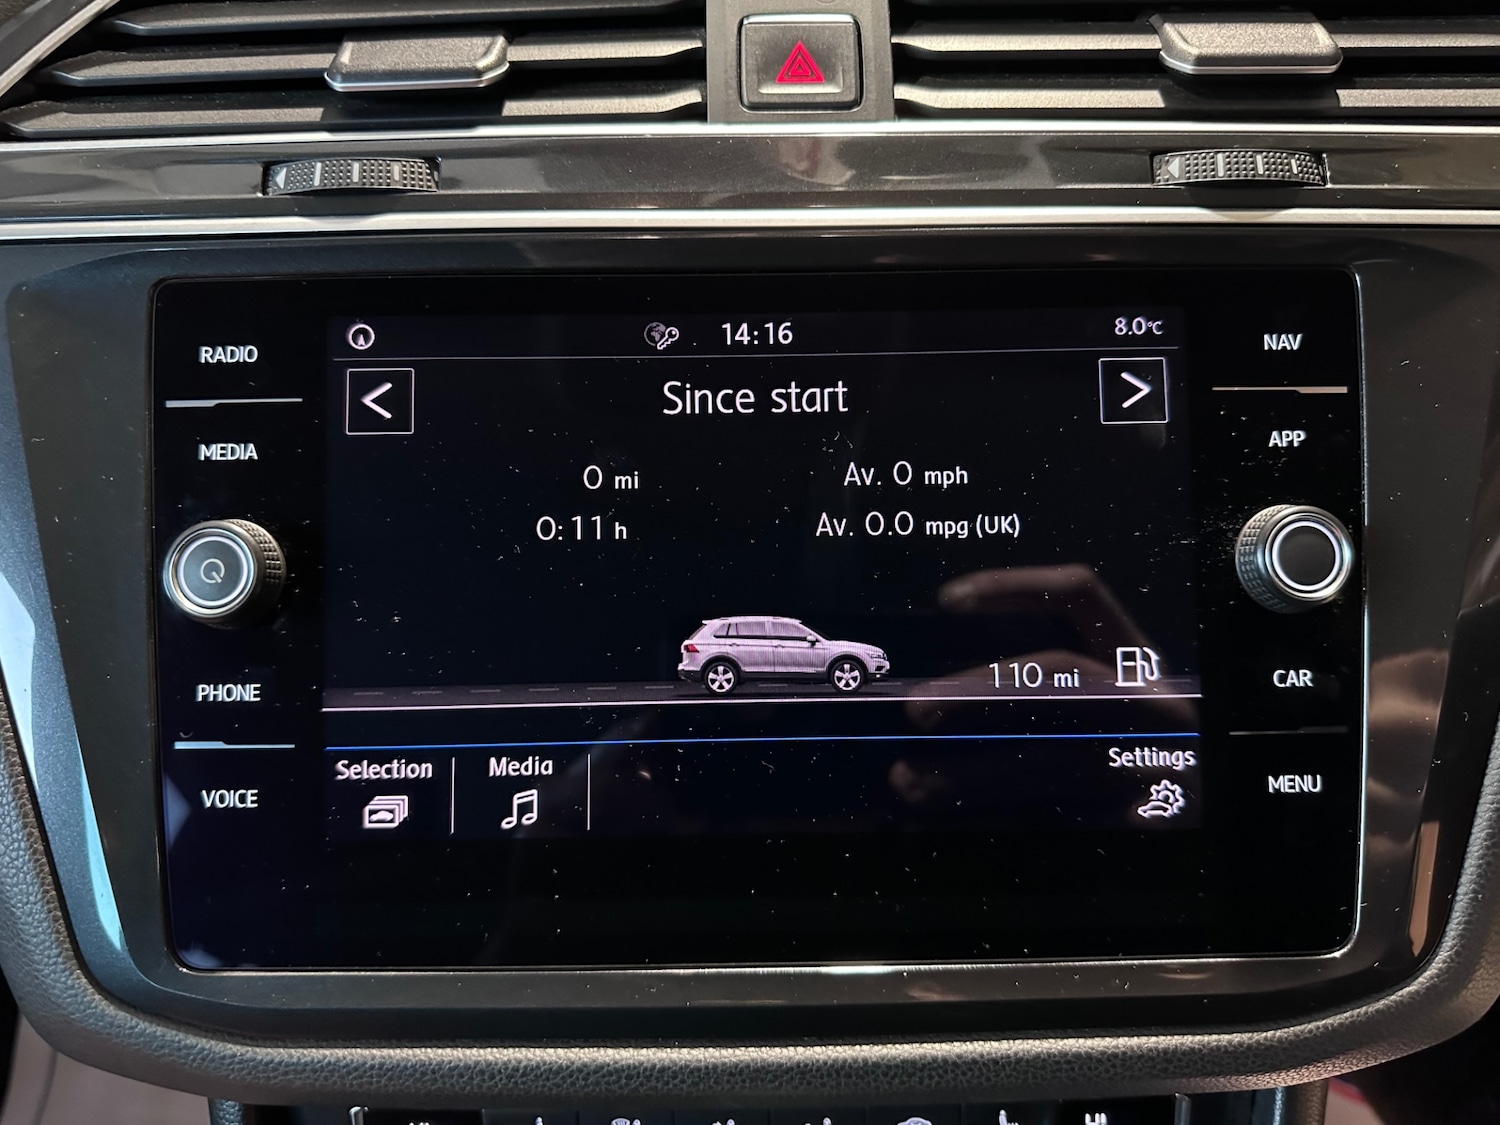 RADIO
MEDIA
PHONE
VOICE
14:16
8.0°C
Since start
0 mi
Av. 0 mph
0:11 h
Av. 0.0 mpg (UK)
110 mi
Selection
Media
Settings
NAV
APP
CAR
MENU